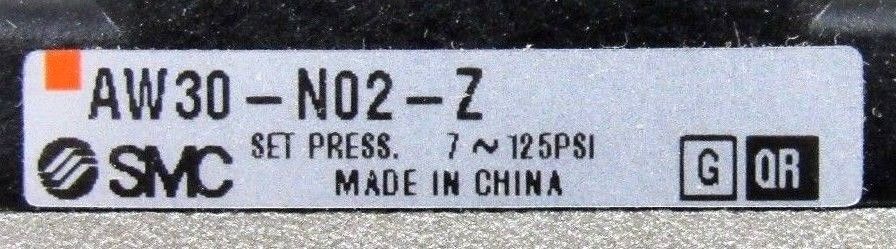 AW30-N02-Z
SMC
SET PRESS. 7~125PSI
MADE IN CHINA
G QR